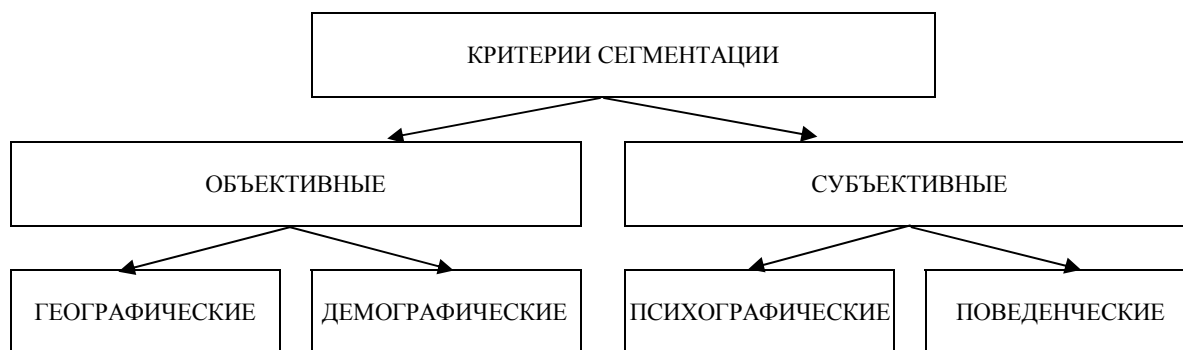 КРИТЕРИИ СЕГМЕНТАЦИИ
ОБЪЕКТИВНЫЕ
СУБЪЕКТИВНЫЕ
ГЕОГРАФИЧЕСКИЕ
ДЕМОГРАФИЧЕСКИЕ
ПСИХОГРАФИЧЕСКИЕ
ПОВЕДЕНЧЕСКИЕ